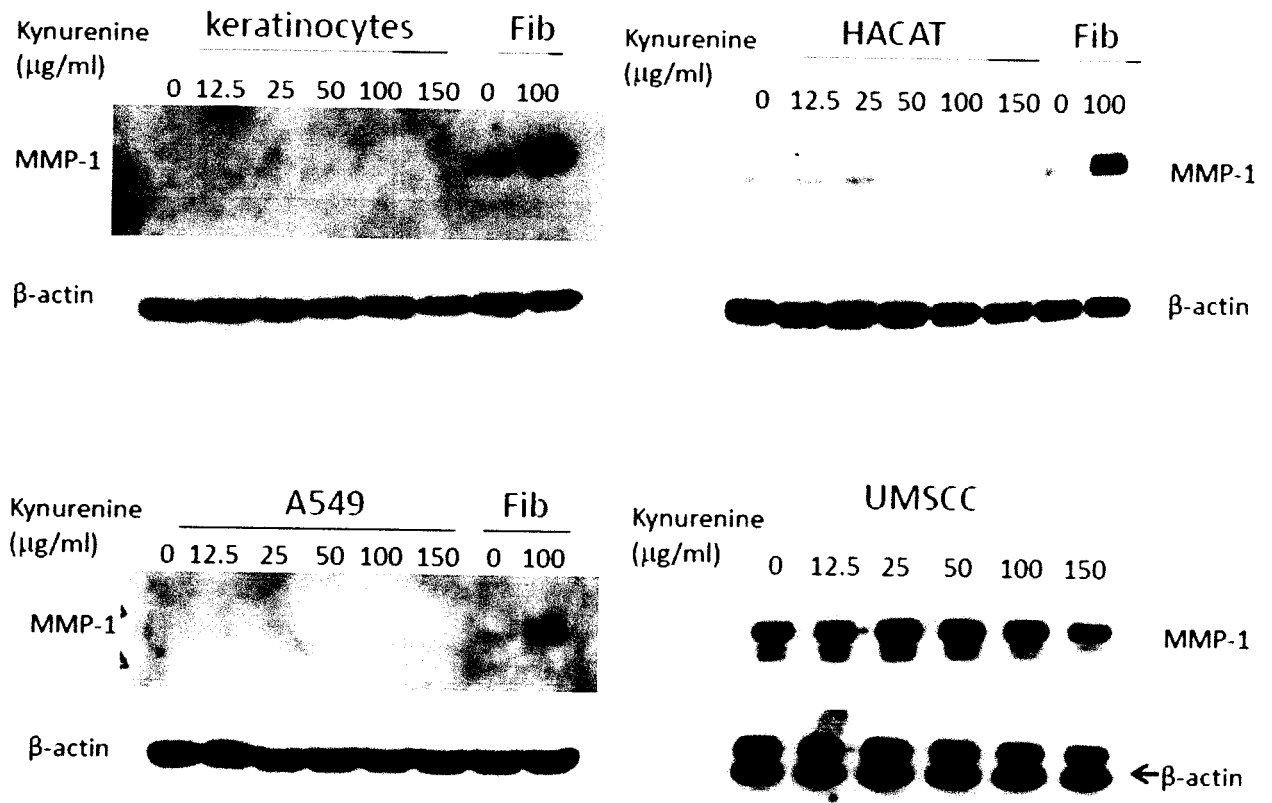 keratinocytes Fib
Kynurenine
(µg/ml)
0 12.5 25 50 100 150 0 100
MMP-1
β-actin
HACAT Fib
Kynurenine
(µg/ml)
0 12.5 25 50 100 150 0 100
MMP-1
β-actin
A549 Fib
Kynurenine
(µg/ml)
0 12.5 25 50 100 150 0 100
MMP-1
β-actin
UMSCC
Kynurenine
(µg/ml)
0 12.5 25 50 100 150
MMP-1
←β-actin